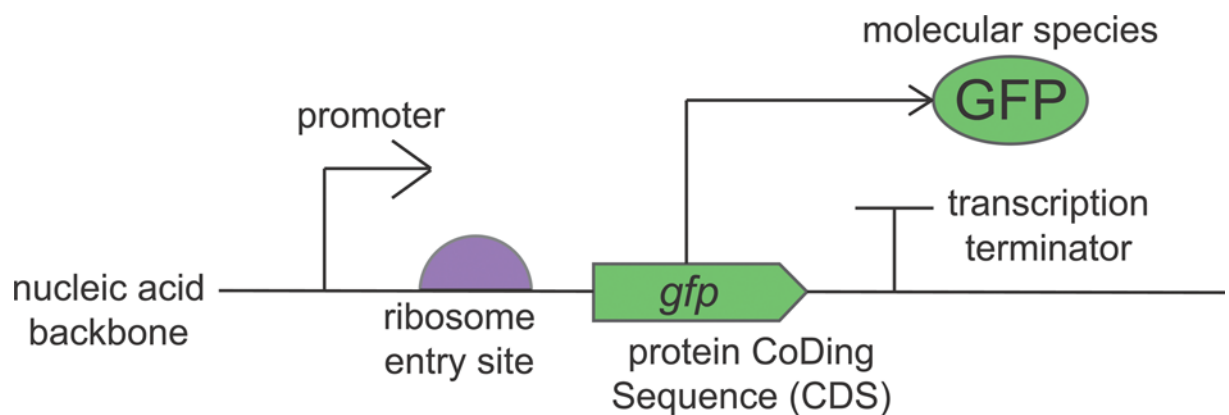 molecular species
GFP
promoter
transcription
terminator
nucleic acid
backbone
ribosome
entry site
gfp
protein CoDing
Sequence (CDS)